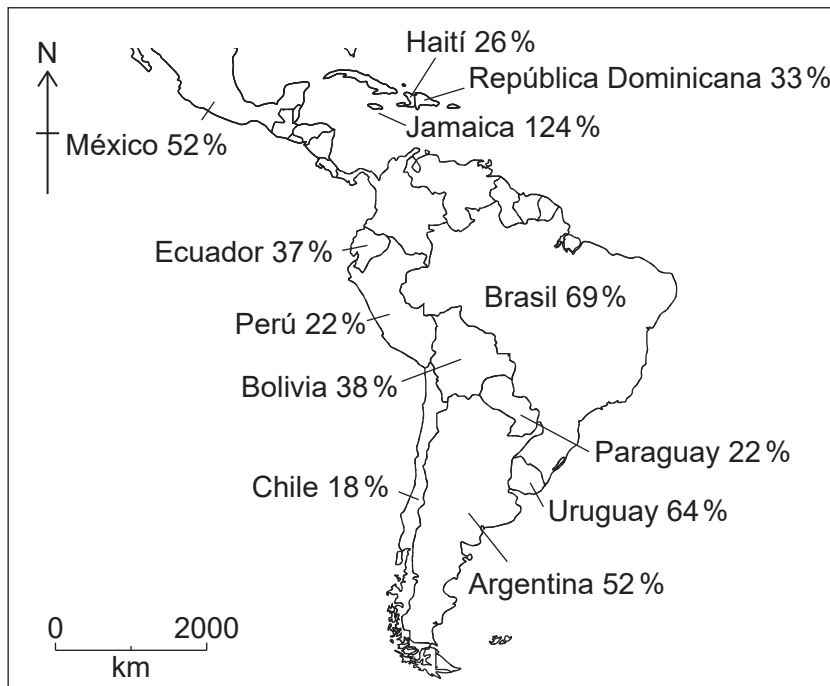 Haití 26 %
N
República Dominicana 33 %
Jamaica 124 %
México 52 %
Ecuador 37 %
Brasil 69 %
Perú 22 %
Bolivia 38 %
Paraguay 22 %
Chile 18 %
Uruguay 64 %
Argentina 52 %
0 2000
km